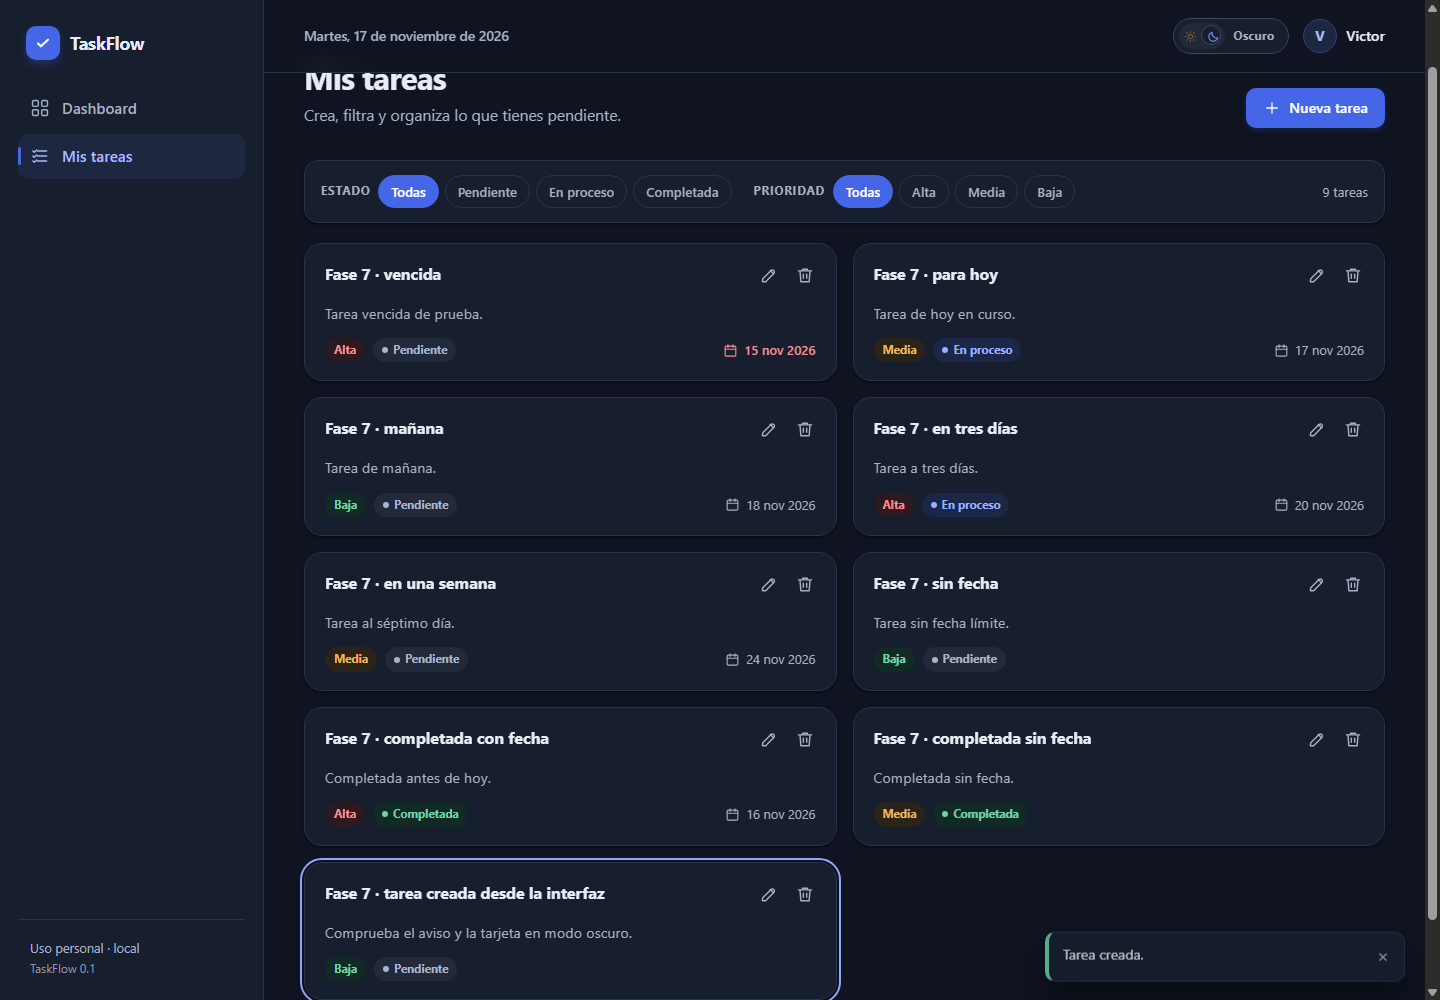 TaskFlow
Dashboard
Mis tareas
Uso personal · local
TaskFlow 0.1
Martes, 17 de noviembre de 2026
Oscuro
V
Victor
Mis tareas
Crea, filtra y organiza lo que tienes pendiente.
Nueva tarea
ESTADO Todas Pendiente En proceso Completada PRIORIDAD Todas Alta Media Baja 9 tareas
Fase 7 · vencida
Tarea vencida de prueba.
Alta Pendiente 15 nov 2026
Fase 7 · para hoy
Tarea de hoy en curso.
Media En proceso 17 nov 2026
Fase 7 · mañana
Tarea de mañana.
Baja Pendiente 18 nov 2026
Fase 7 · en tres días
Tarea a tres días.
Alta En proceso 20 nov 2026
Fase 7 · en una semana
Tarea al séptimo día.
Media Pendiente 24 nov 2026
Fase 7 · sin fecha
Tarea sin fecha límite.
Baja Pendiente
Fase 7 · completada con fecha
Completada antes de hoy.
Alta Completada 16 nov 2026
Fase 7 · completada sin fecha
Completada sin fecha.
Media Completada
Fase 7 · tarea creada desde la interfaz
Comprueba el aviso y la tarjeta en modo oscuro.
Baja Pendiente
Tarea creada.